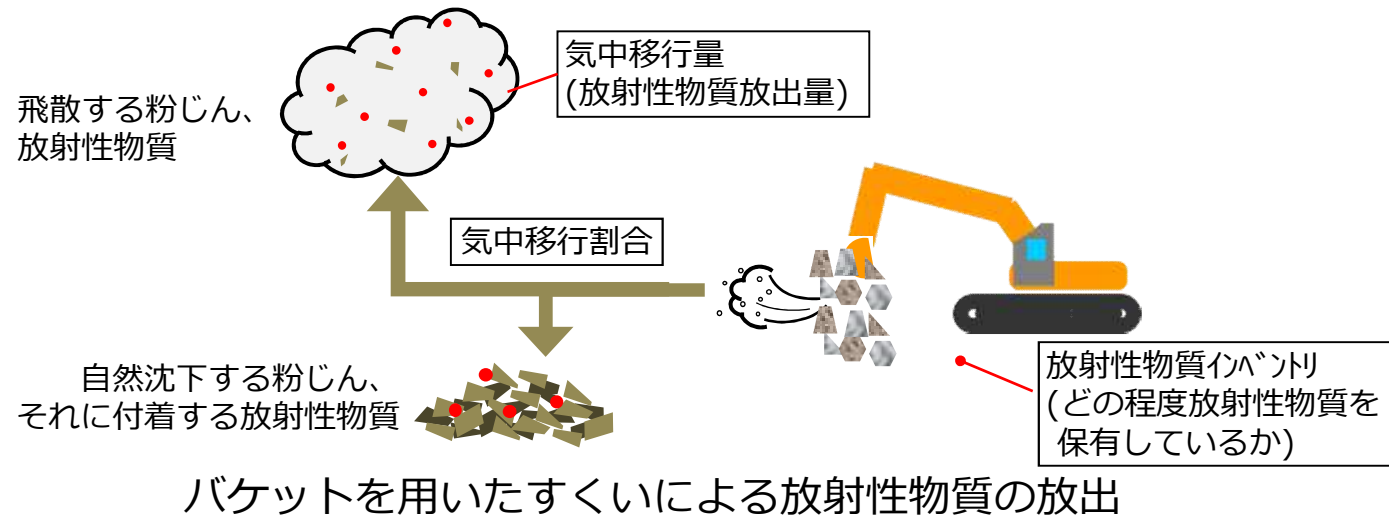 気中移行量
(放射性物質放出量)
飛散する粉じん、
放射性物質
気中移行割合
自然沈下する粉じん、
それに付着する放射性物質
放射性物質ｲﾝﾍﾞﾝﾄﾘ
(どの程度放射性物質を
保有しているか)
バケットを用いたすくいによる放射性物質の放出